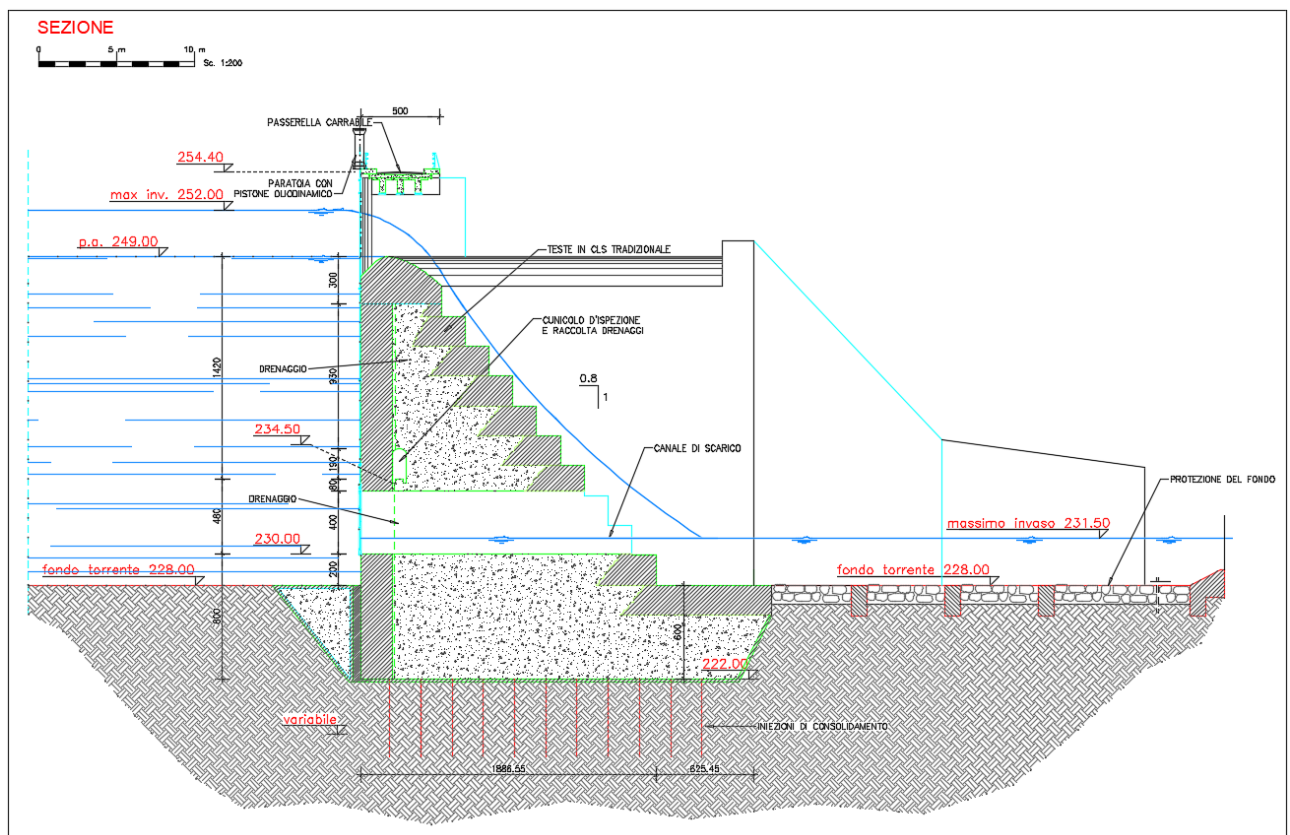 SEZIONE
0 5 m 10 m
Sc. 1:200
500
PASSERELLA CARRABILE
254.40
PARATOIA CON
PISTONE OLIODINAMICO
max inv. 252.00
p.a. 249.00
TESTE IN CLS TRADIZIONALE
300
CUNICOLO D'ISPEZIONE
E RACCOLTA DRENAGGI
DRENAGGIO
1420
930
0.8
1
234.50
CANALE DI SCARICO
190
80
PROTEZIONE DEL FONDO
DRENAGGIO
480
400
massimo invaso 231.50
230.00
200
fondo torrente 228.00
fondo torrente 228.00
800
600
222.00
variabile
INIEZIONI DI CONSOLIDAMENTO
1886.55
625.45